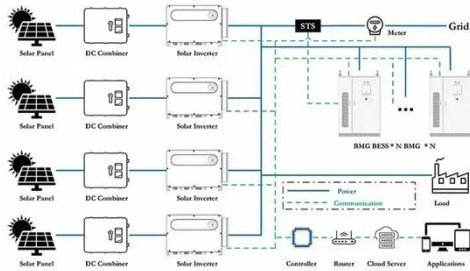 STS
Meter
Grid
Solar Panel
DC Combiner
Solar Inverter
Solar Panel
DC Combiner
Solar Inverter
BMG BESS * N BMG * N
Solar Panel
DC Combiner
Solar Inverter
Load
Power
Communication
Solar Panel
DC Combiner
Solar Inverter
Controller
Router
Cloud Server
Applications